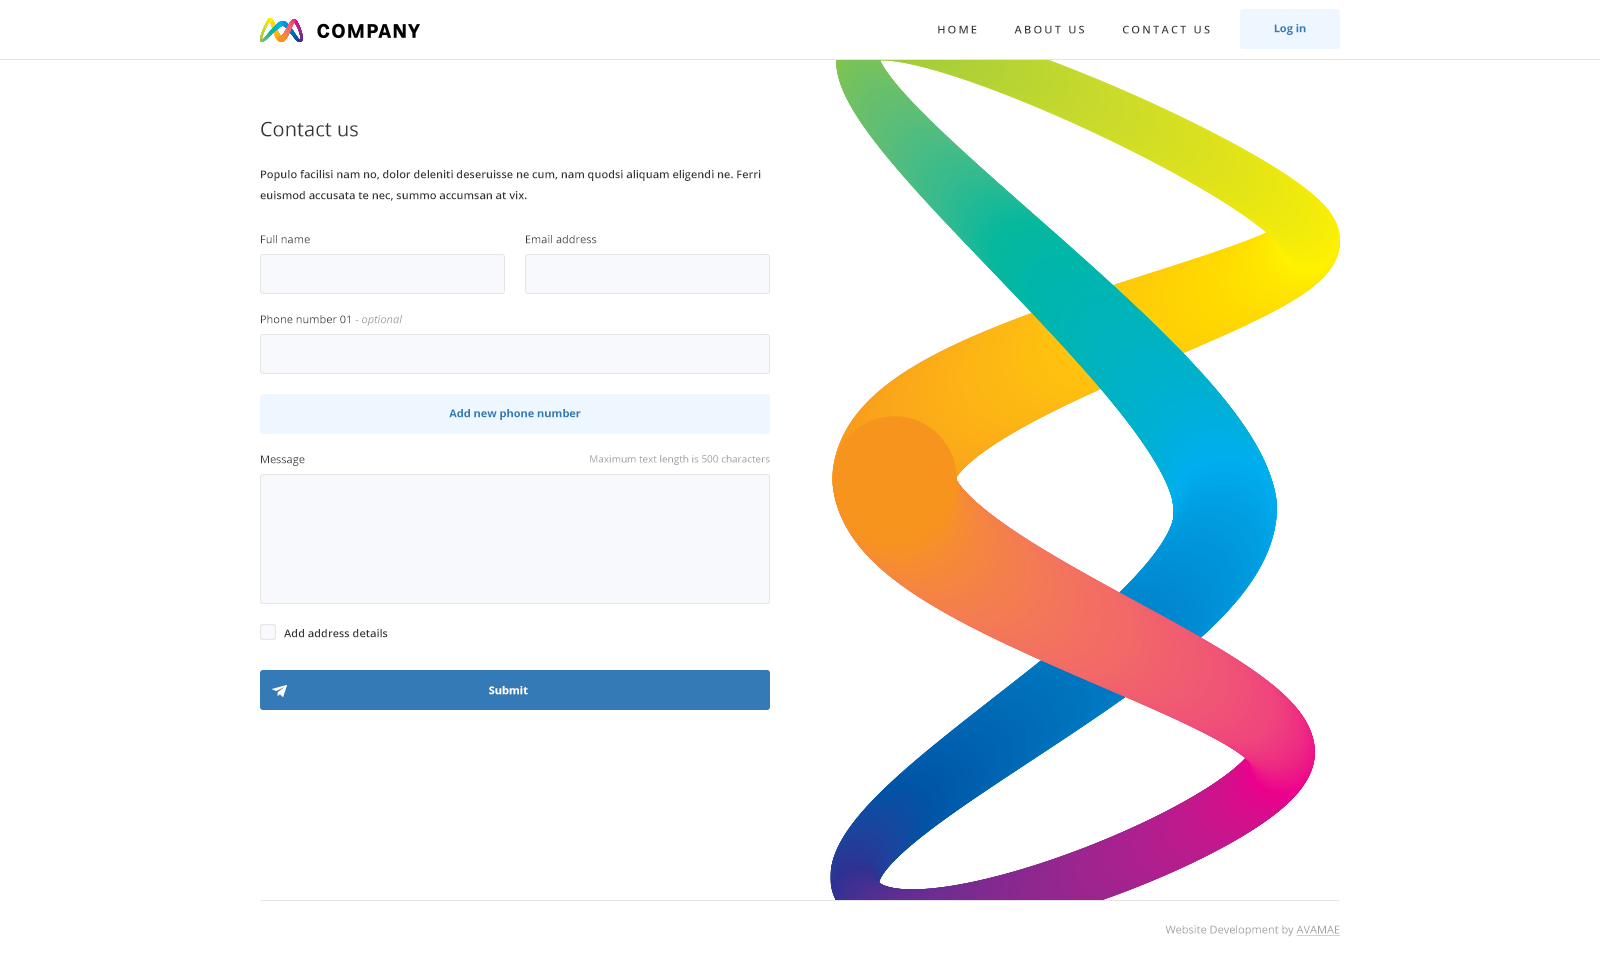 COMPANY
HOME ABOUT US CONTACT US Log in
Contact us
Populo facilisi nam no, dolor deleniti deseruisse ne cum, nam quodsi aliquam eligendi ne. Ferri
euismod accusata te nec, summo accumsan at vix.
Full name Email address
Phone number 01 - optional
Add new phone number
Message Maximum text length is 500 characters
Add address details
Submit
Website Development by AVAMAE